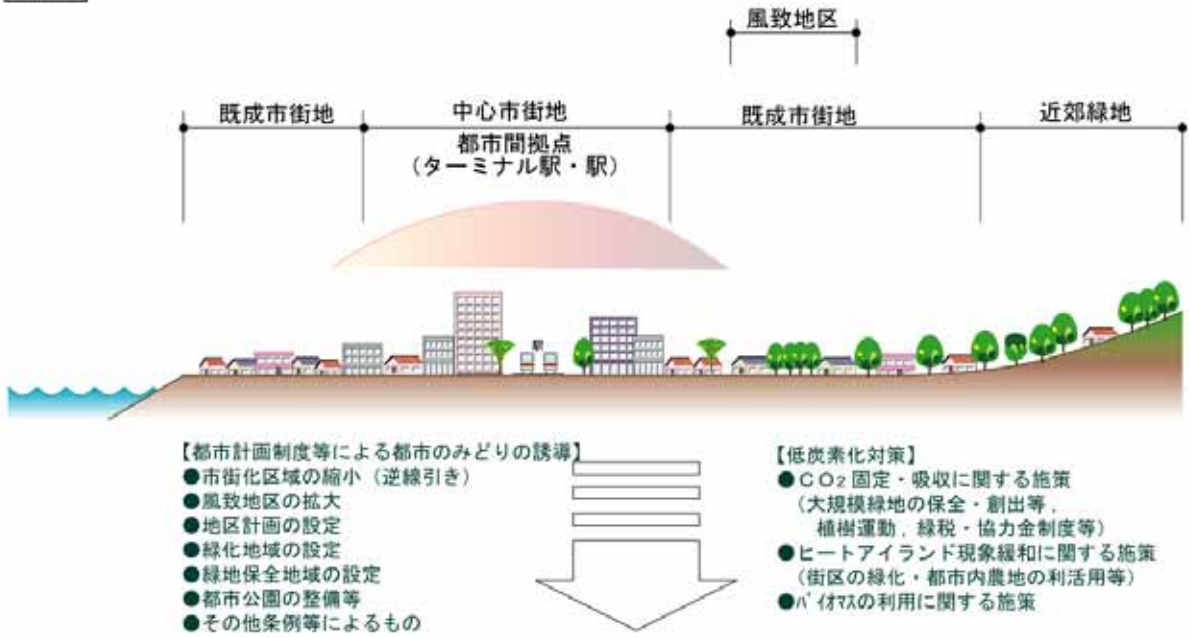 風致地区
既成市街地
中心市街地
既成市街地
近郊緑地
都市間拠点
（ターミナル駅・駅）
駅
【都市計画制度等による都市のみどりの誘導】
●市街化区域の縮小（逆線引き）
●風致地区の拡大
●地区計画の設定
●緑化地域の設定
●緑地保全地域の設定
●都市公園の整備等
●その他条例等によるもの
【低炭素化対策】
●ＣＯ₂固定・吸収に関する施策
（大規模緑地の保全・創出等，
植樹運動，緑税・協力金制度等）
●ヒートアイランド現象緩和に関する施策
（街区の緑化・都市内農地の利活用等）
●ﾊﾞｲｵﾏｽの利用に関する施策